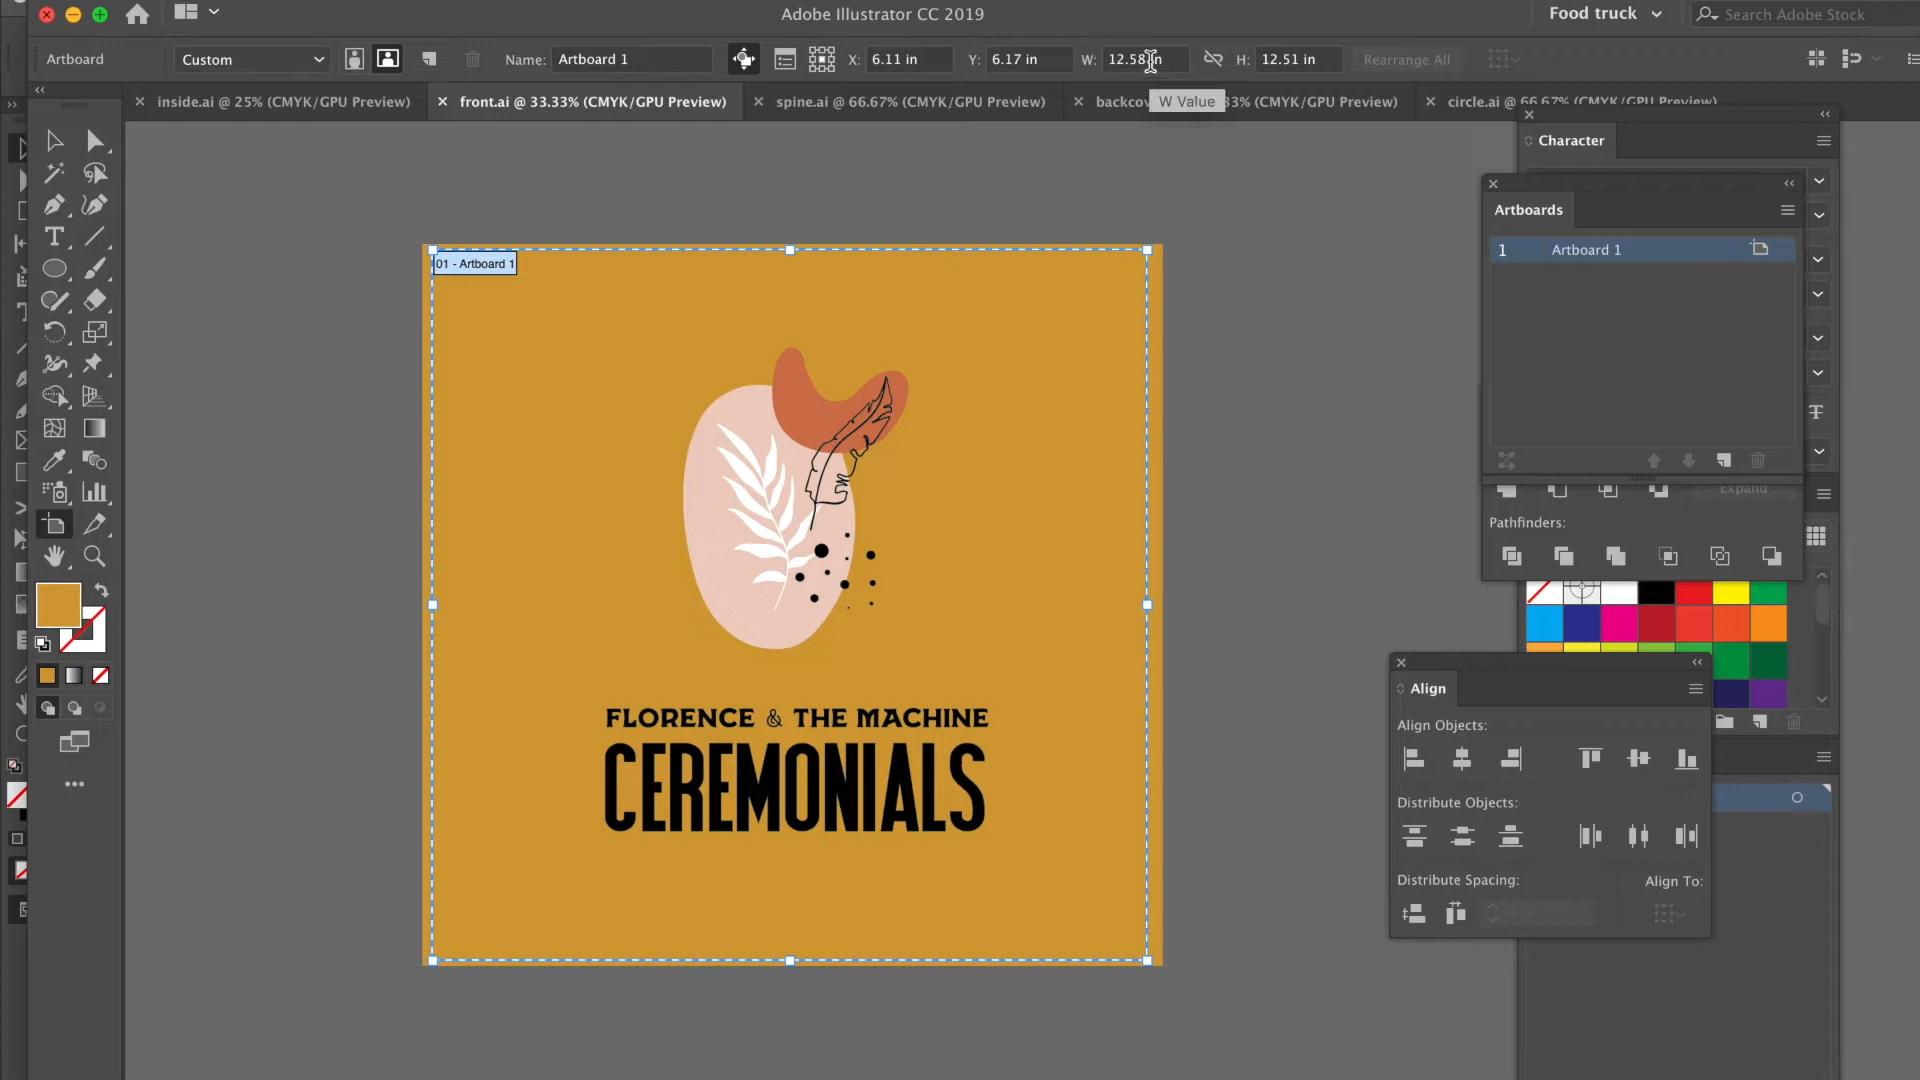 Adobe Illustrator CC 2019
Food truck
Search Adobe Stock
Artboard
Custom
Name:
Artboard 1
X:
6.11 in
Y:
6.17 in
W:
12.58 in
H:
12.51 in
Rearrange All
inside.ai @ 25% (CMYK/GPU Preview)
front.ai @ 33.33% (CMYK/GPU Preview)
spine.ai @ 66.67% (CMYK/GPU Preview)
backcov
33% (CMYK/GPU Preview)
circle.ai @ 66.67% (CMYK/GPU Preview)
W Value
Character
Artboards
1
Artboard 1
01 - Artboard 1
Expand
Pathfinders:
FLORENCE & THE MACHINE
CEREMONIALS
Align
Align Objects:
Distribute Objects:
Distribute Spacing:
Align To: